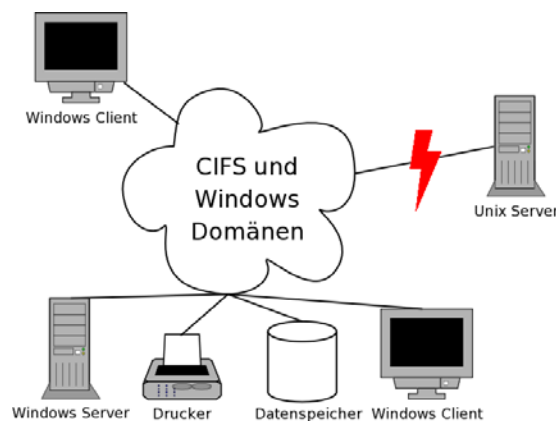 Windows Client
CIFS und
Windows
Domänen
Unix Server
Windows Server
Drucker
Datenspeicher
Windows Client